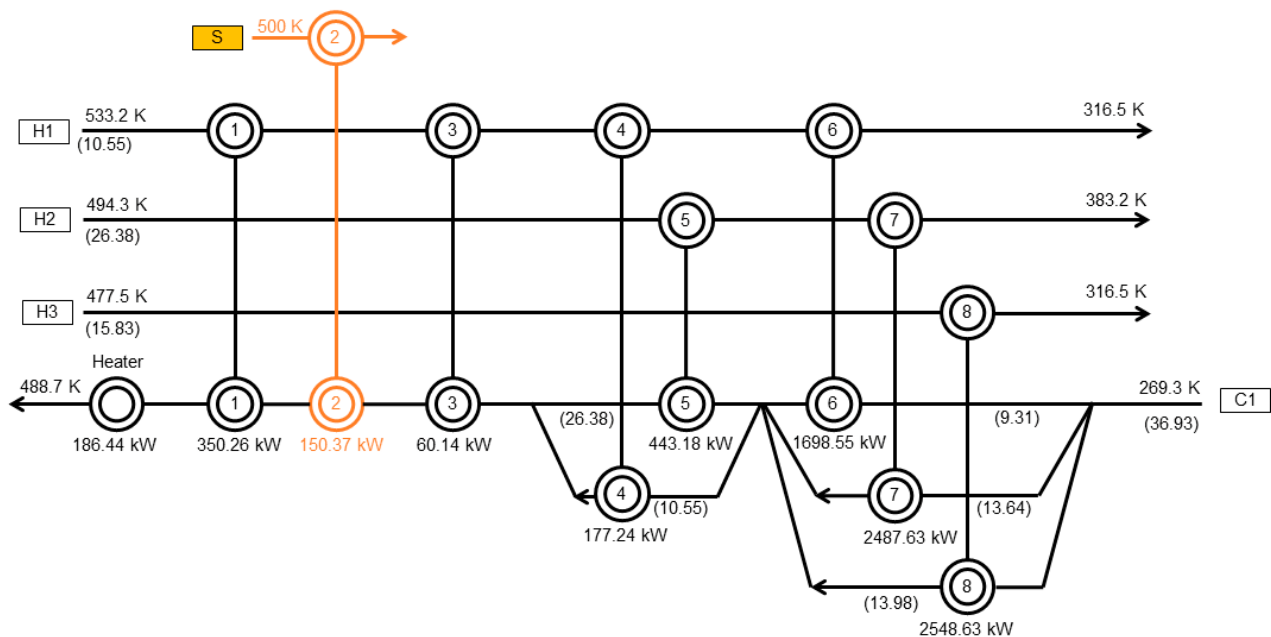 S
500 K
2
H1
533.2 K
(10.55)
1
3
4
6
316.5 K
H2
494.3 K
(26.38)
5
7
383.2 K
H3
477.5 K
(15.83)
8
316.5 K
Heater
488.7 K
1
2
3
(26.38)
5
6
(9.31)
269.3 K
(36.93)
C1
186.44 kW
350.26 kW
150.37 kW
60.14 kW
443.18 kW
1698.55 kW
4
(10.55)
7
(13.64)
177.24 kW
2487.63 kW
8
(13.98)
2548.63 kW